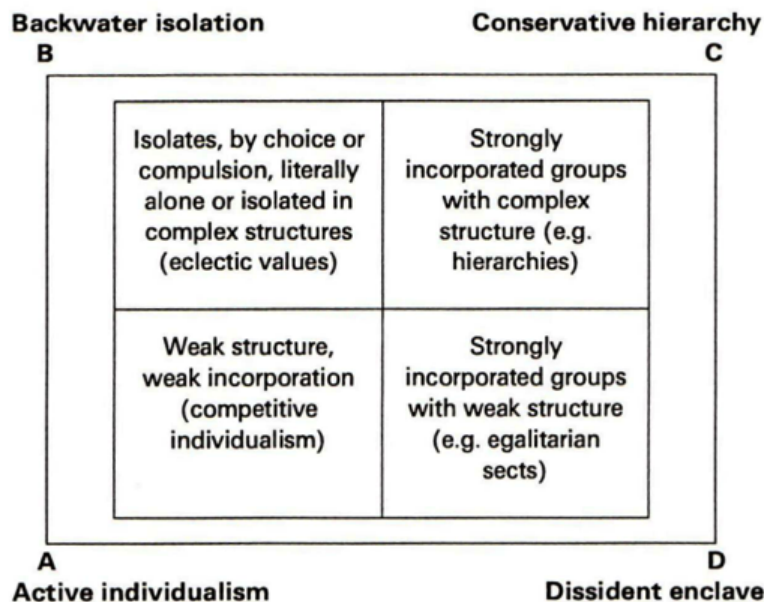 Backwater isolation
Conservative hierarchy
B
C
Isolates, by choice or
compulsion, literally
alone or isolated in
complex structures
(eclectic values)
Strongly
incorporated groups
with complex
structure (e.g.
hierarchies)
Weak structure,
weak incorporation
(competitive
individualism)
Strongly
incorporated groups
with weak structure
(e.g. egalitarian
sects)
A
D
Active individualism
Dissident enclave